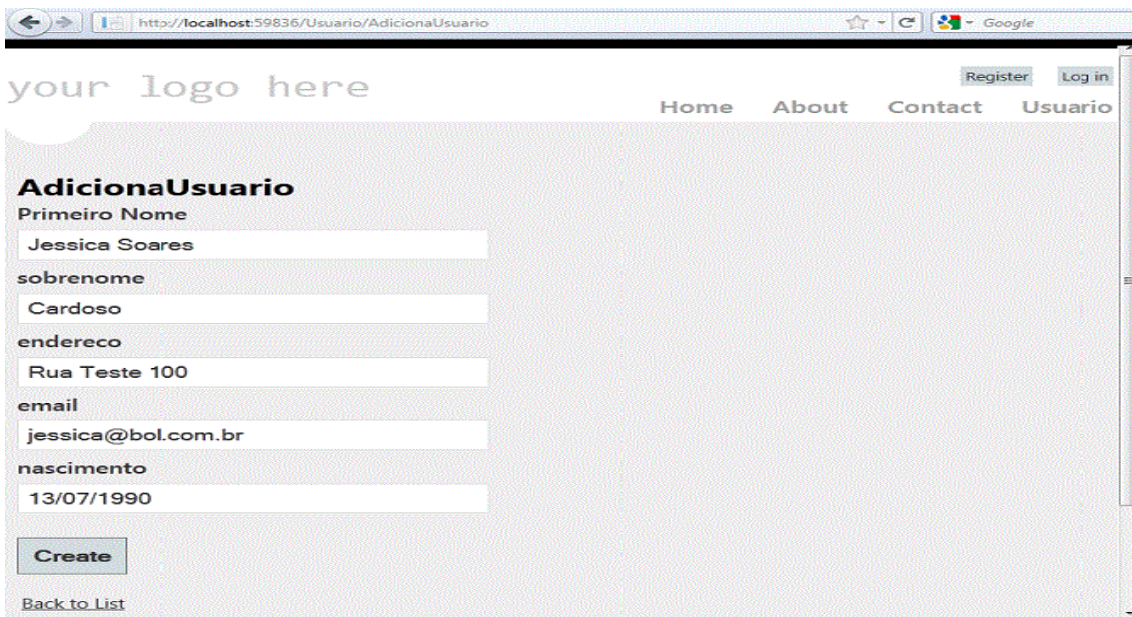 http://localhost:59836/Usuario/AdicionaUsuario
Google
your logo here
Register Log in
Home About Contact Usuario
AdicionaUsuario
Primeiro Nome
Jessica Soares
sobrenome
Cardoso
endereco
Rua Teste 100
email
jessica@bol.com.br
nascimento
13/07/1990
Create
Back to List